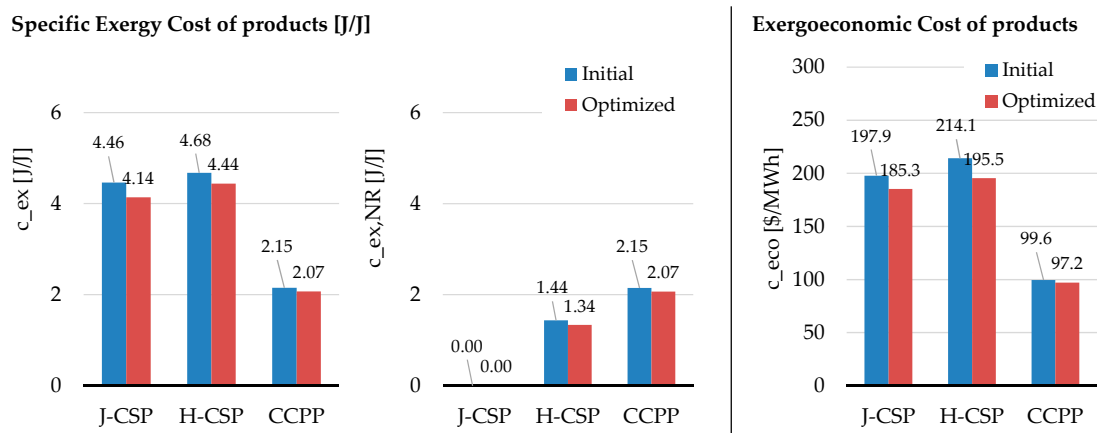 Specific Exergy Cost of products [J/J]
c_ex [J/J]
6
4
2
0
4.46
4.14
4.68
4.44
2.15
2.07
J-CSP H-CSP CCPP
Initial
Optimized
c_ex,NR [J/J]
6
4
2
0
0.00
0.00
1.44
1.34
2.15
2.07
J-CSP H-CSP CCPP
Exergoeconomic Cost of products
Initial
Optimized
c_eco [$/MWh]
300
250
200
150
100
50
0
197.9
185.3
214.1
195.5
99.6
97.2
J-CSP H-CSP CCPP